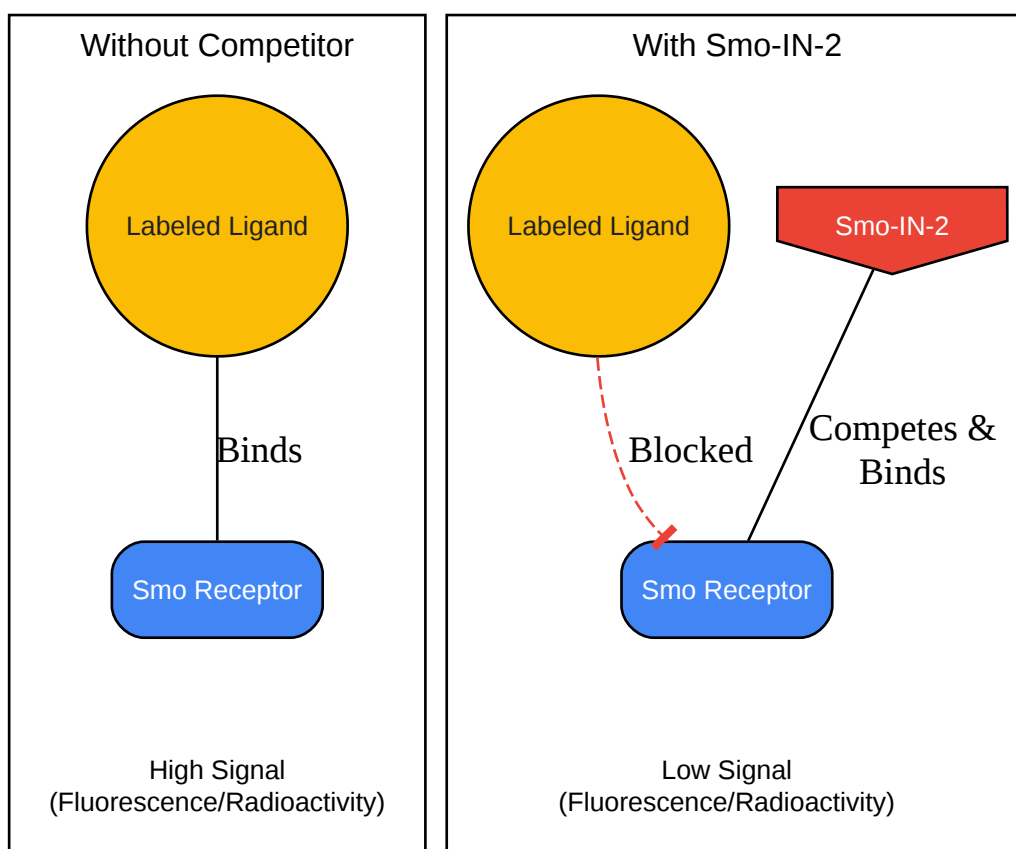 Without Competitor
Labeled Ligand
Binds
Smo Receptor
High Signal
(Fluorescence/Radioactivity)
With Smo-IN-2
Labeled Ligand
Smo-IN-2
Blocked
Competes &
Binds
Smo Receptor
Low Signal
(Fluorescence/Radioactivity)